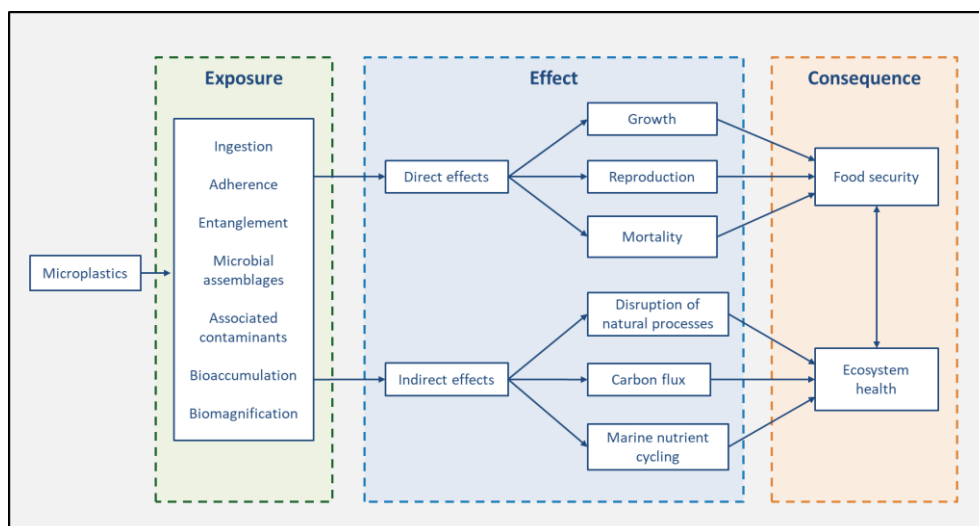 Exposure
Effect
Consequence
Microplastics
Ingestion
Adherence
Entanglement
Microbial
assemblages
Associated
contaminants
Bioaccumulation
Biomagnification
Direct effects
Indirect effects
Growth
Reproduction
Mortality
Disruption of
natural processes
Carbon flux
Marine nutrient
cycling
Food security
Ecosystem
health